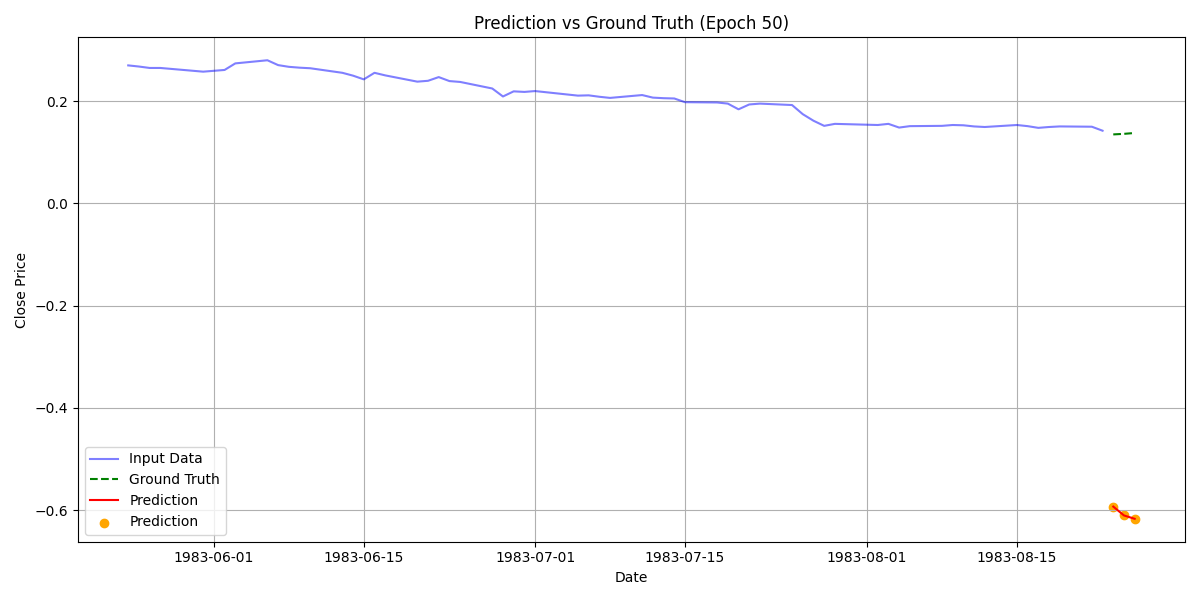 Prediction vs Ground Truth (Epoch 50)
Close Price
0.2
0.0
−0.2
−0.4
−0.6
Input Data
Ground Truth
Prediction
Prediction
1983-06-01 1983-06-15 1983-07-01 1983-07-15 1983-08-01 1983-08-15
Date